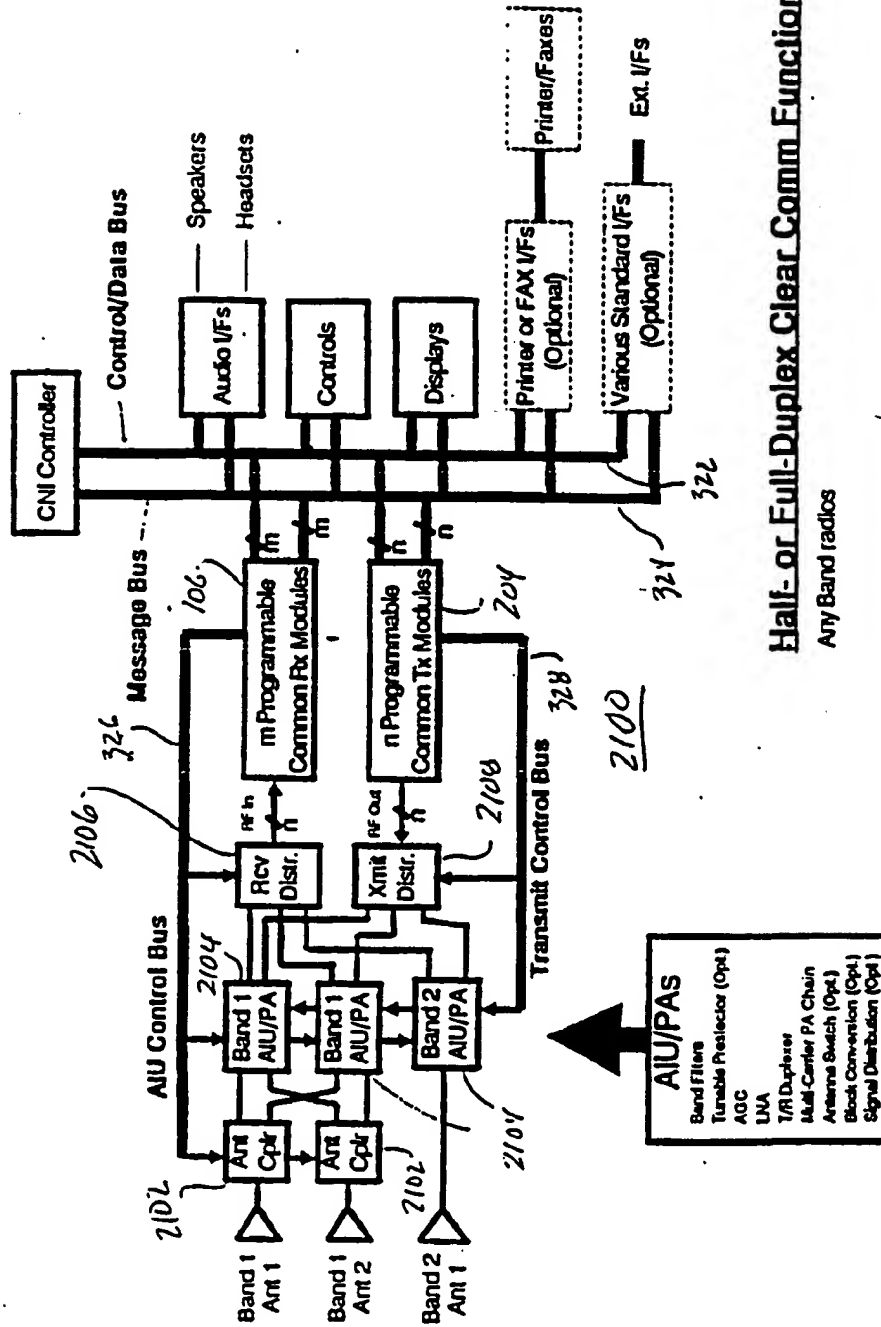 CNI Controller
Message Bus
Control/Data Bus
Audio I/Fs
Speakers
Headsets
Controls
Displays
Printer or FAX I/Fs
(Optional)
Printer/Faxes
Various Standard I/Fs
(Optional)
Ext. I/Fs
322
324
326
106
m Programmable
Common Rx Modules
m
m
n Programmable
Common Tx Modules
204
n
n
328
2106
RF In
n
Rcv
Distr.
RF Out
n
Xmit
Distr.
2108
AIU Control Bus
Transmit Control Bus
2104
Band 1
AIU/PA
Band 1
AIU/PA
Band 2
AIU/PA
2104
2102
Ant
Cplr
Ant
Cplr
2102
Band 1
Ant 1
Band 1
Ant 2
Band 2
Ant 1
2100
AIU/PAs
Band Filters
Tunable Preslector (Opt.)
AGC
LNA
T/R Duplexer
Multi-Carrier PA Chain
Antenna Switch (Opt.)
Block Conversion (Opt.)
Signal Distribution (Opt.)
Half- or Full-Duplex Clear Comm Function
Any Band radios